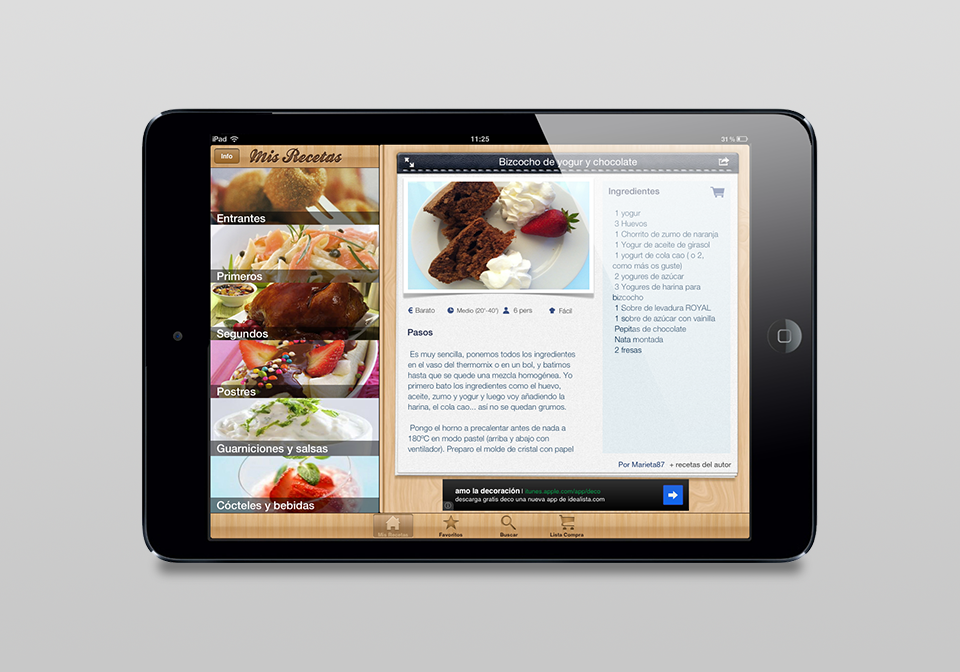 iPad
11:25
31 %
Info
Mis Recetas
Entrantes
Primeros
Segundos
Postres
Guarniciones y salsas
Cócteles y bebidas
Bizcocho de yogur y chocolate
€ Barato
Medio (20'-40')
6 pers
Fácil
Pasos
Es muy sencilla, ponemos todos los ingredientes
en el vaso del thermomix o en un bol, y batimos
hasta que se quede una mezcla homogénea. Yo
primero bato los ingredientes como el huevo,
aceite, zumo y yogur y luego voy añadiendo la
harina, el cola cao... asi no se quedan grumos.
Pongo el horno a precalentar antes de nada a
180ºC en modo pastel (arriba y abajo con
ventilador). Preparo el molde de cristal con papel
Ingredientes
1 yogur
3 Huevos
1 Chorrito de zumo de naranja
1 Yogur de aceite de girasol
1 yogurt de cola cao ( o 2,
como más os guste)
2 yogures de azúcar
3 Yogures de harina para
bizcocho
1 Sobre de levadura ROYAL
1 sobre de azúcar con vainilla
Pepitas de chocolate
Nata montada
2 fresas
Por Marieta87 + recetas del autor
amo la decoración | itunes.apple.com/app/deco
descarga gratis deco una nueva app de idealista.com
Mis Recetas
Favoritos
Buscar
Lista Compra